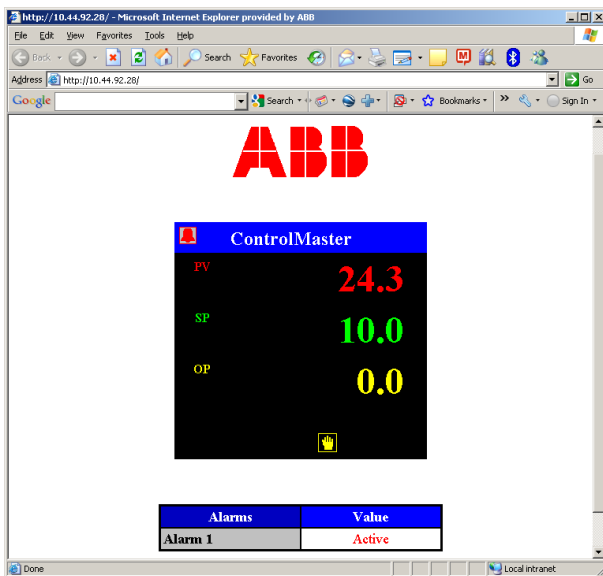 http://10.44.92.28/ - Microsoft Internet Explorer provided by ABB
File Edit View Favorites Tools Help
Back Search Favorites
Address http://10.44.92.28/ Go
Google Search Bookmarks Sign In
ABB
ControlMaster
PV 24.3
SP 10.0
OP 0.0
Alarms Value
Alarm 1 Active
Done Local intranet